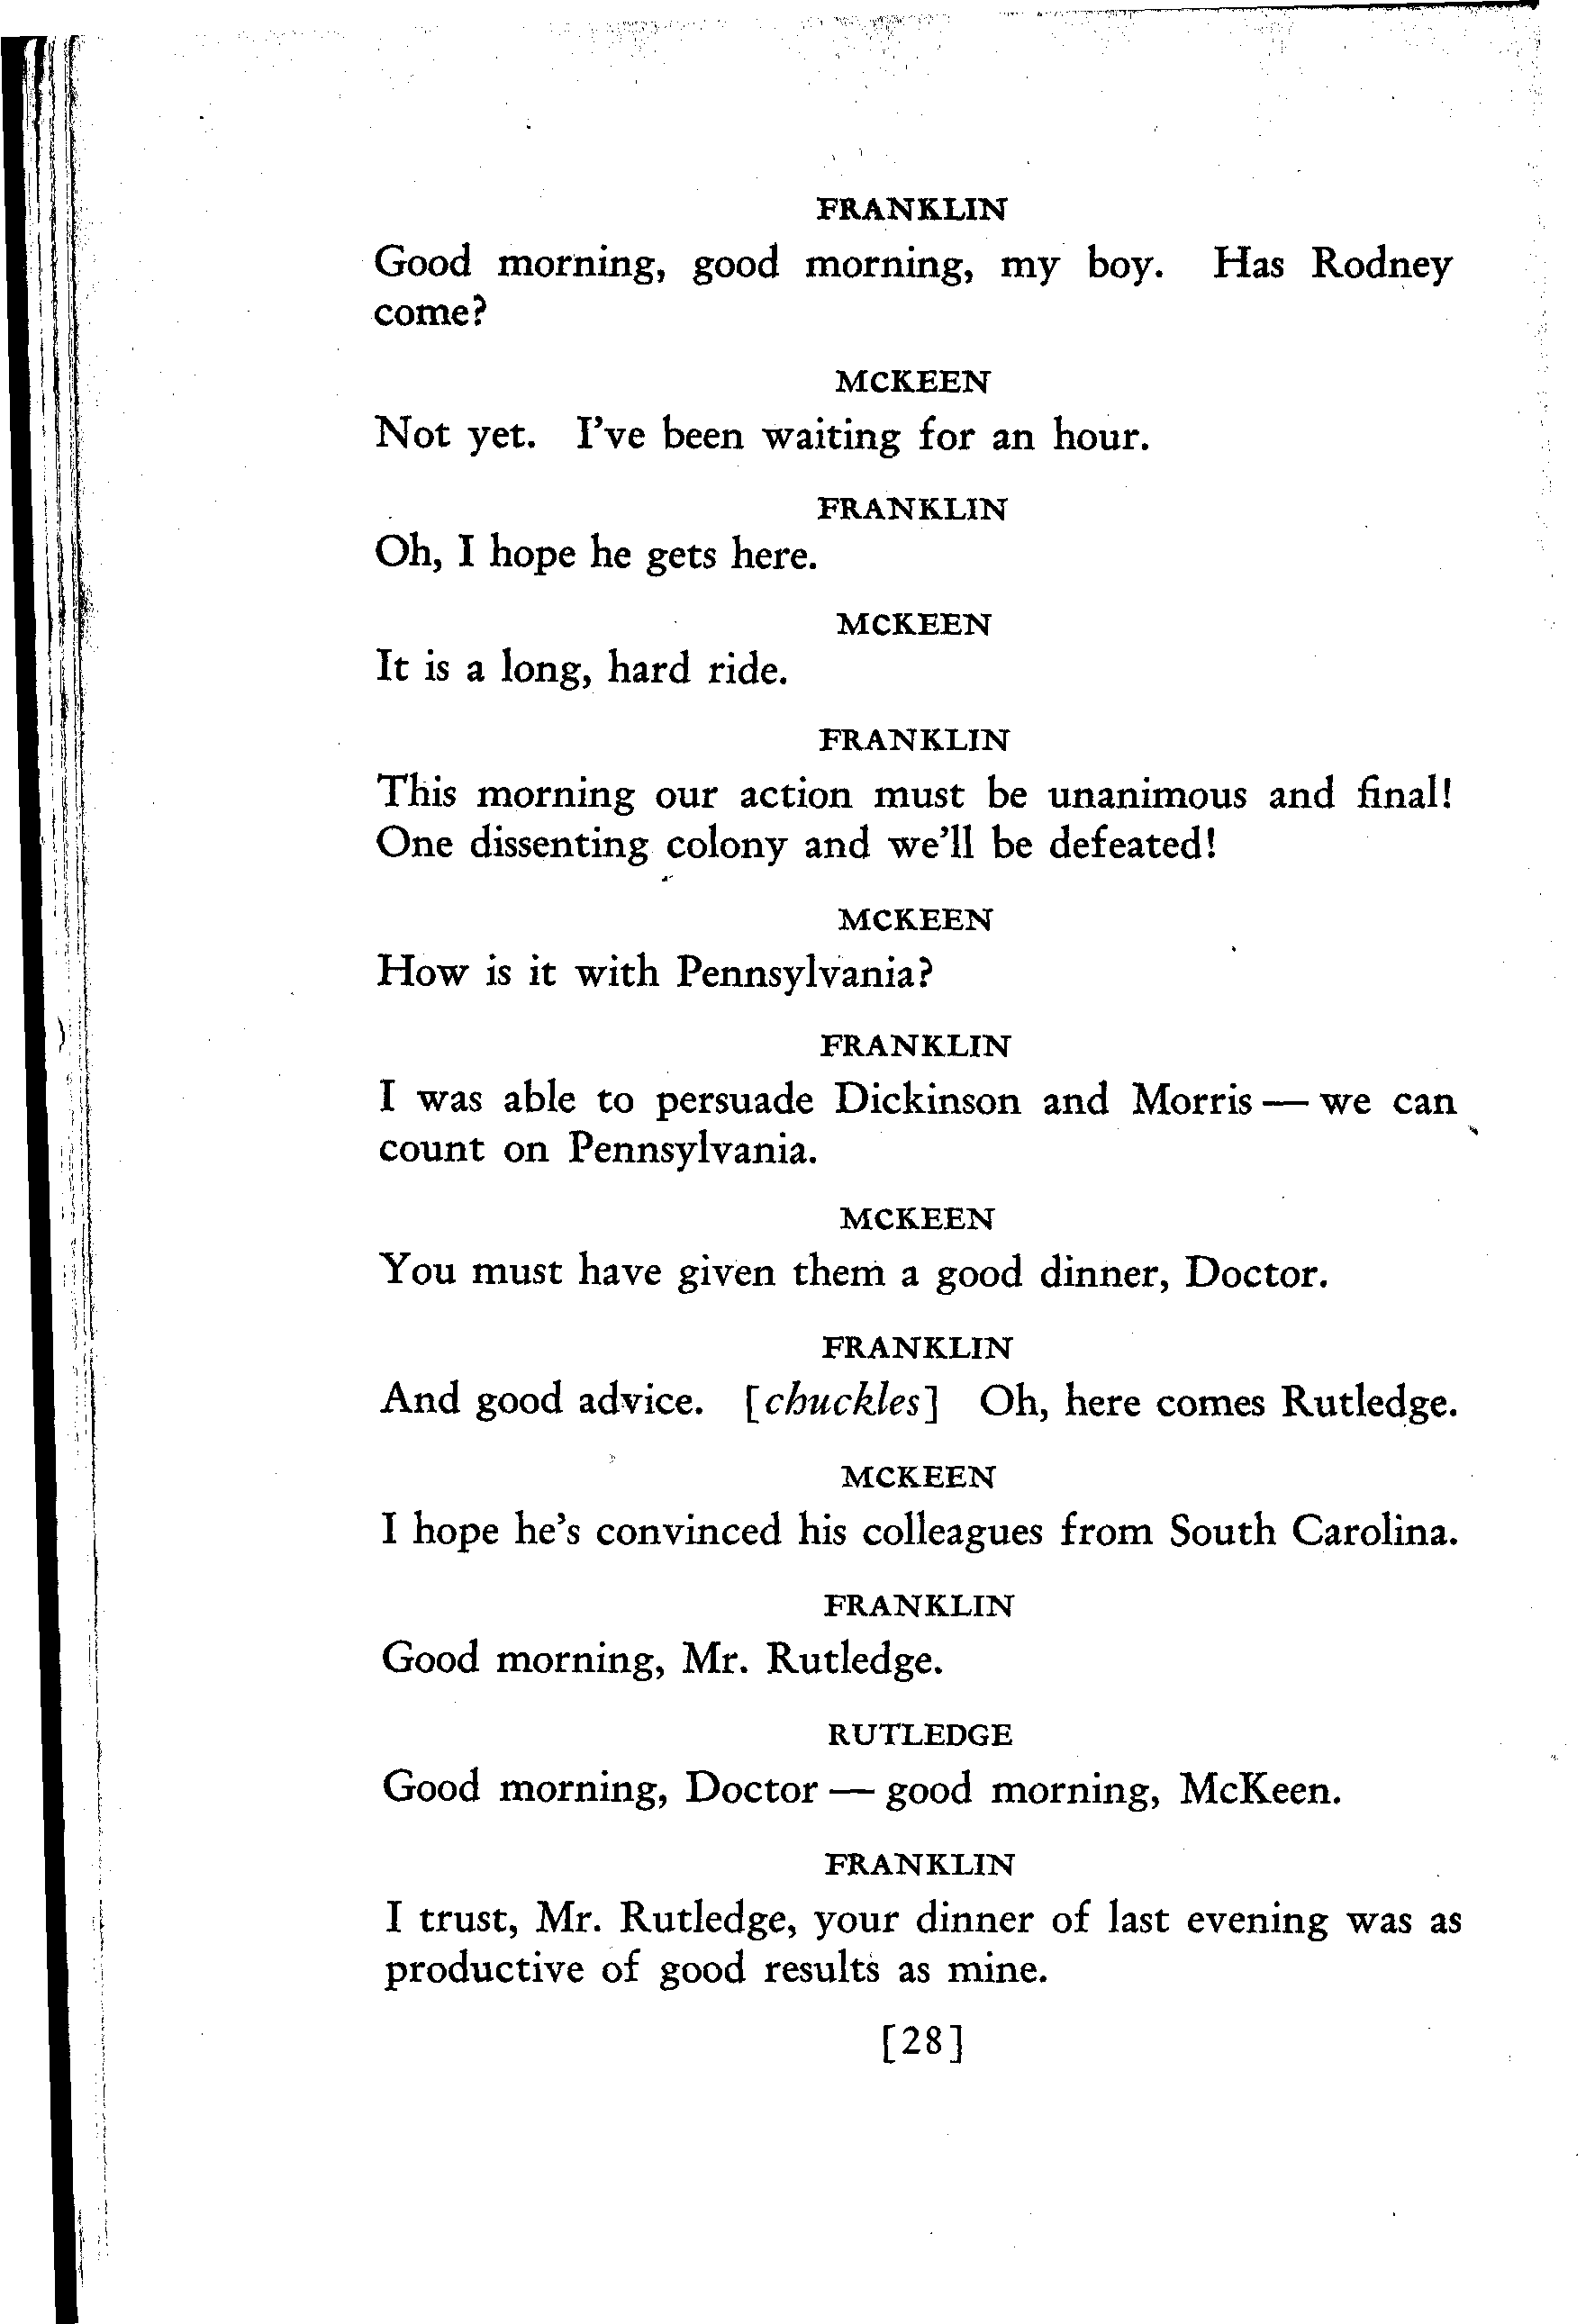 FRANKLIN
Good morning, good morning, my boy. Has Rodney
come?
MCKEEN
Not yet. I've been waiting for an hour.
FRANKLIN
Oh, I hope he gets here.
MCKEEN
It is a long, hard ride.
FRANKLIN
This morning our action must be unanimous and final!
One dissenting colony and we'll be defeated!
MCKEEN
How is it with Pennsylvania?
FRANKLIN
I was able to persuade Dickinson and Morris — we can
count on Pennsylvania.
MCKEEN
You must have given them a good dinner, Doctor.
FRANKLIN
And good advice. [chuckles] Oh, here comes Rutledge.
MCKEEN
I hope he's convinced his colleagues from South Carolina.
FRANKLIN
Good morning, Mr. Rutledge.
RUTLEDGE
Good morning, Doctor — good morning, McKeen.
FRANKLIN
I trust, Mr. Rutledge, your dinner of last evening was as
productive of good results as mine.
[28]